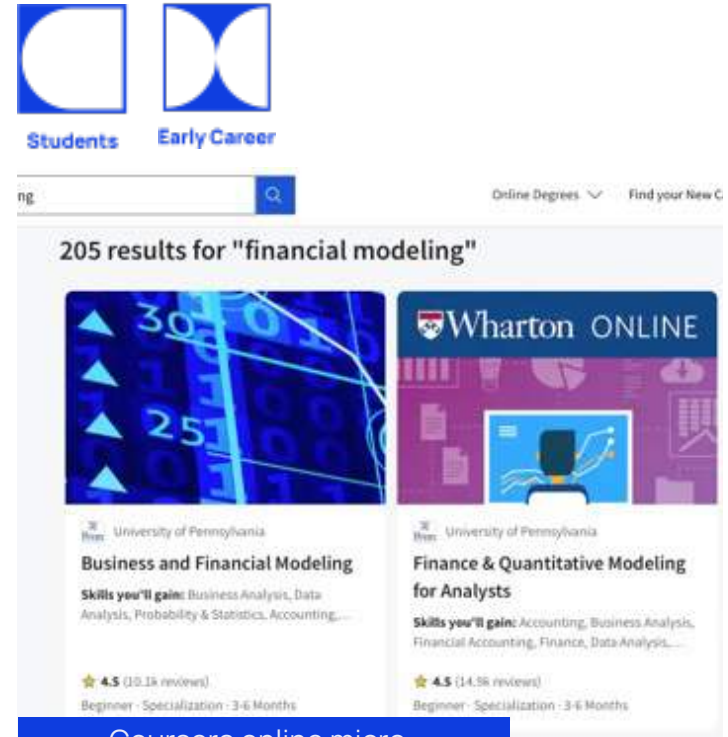 Students
Early Career
ng
Online Degrees
Find your New C
205 results for "financial modeling"
30
25
Wharton ONLINE
University of Pennsylvania
Business and Financial Modeling
Skills you'll gain: Business Analysis, Data
Analysis, Probability & Statistics, Accounting,...
4.5 (10.1k reviews)
Beginner · Specialization · 3-6 Months
University of Pennsylvania
Finance & Quantitative Modeling
for Analysts
Skills you'll gain: Accounting, Business Analysis,
Financial Accounting, Finance, Data Analysis,...
4.5 (14.9k reviews)
Beginner · Specialization · 3-6 Months
Coursera online micro